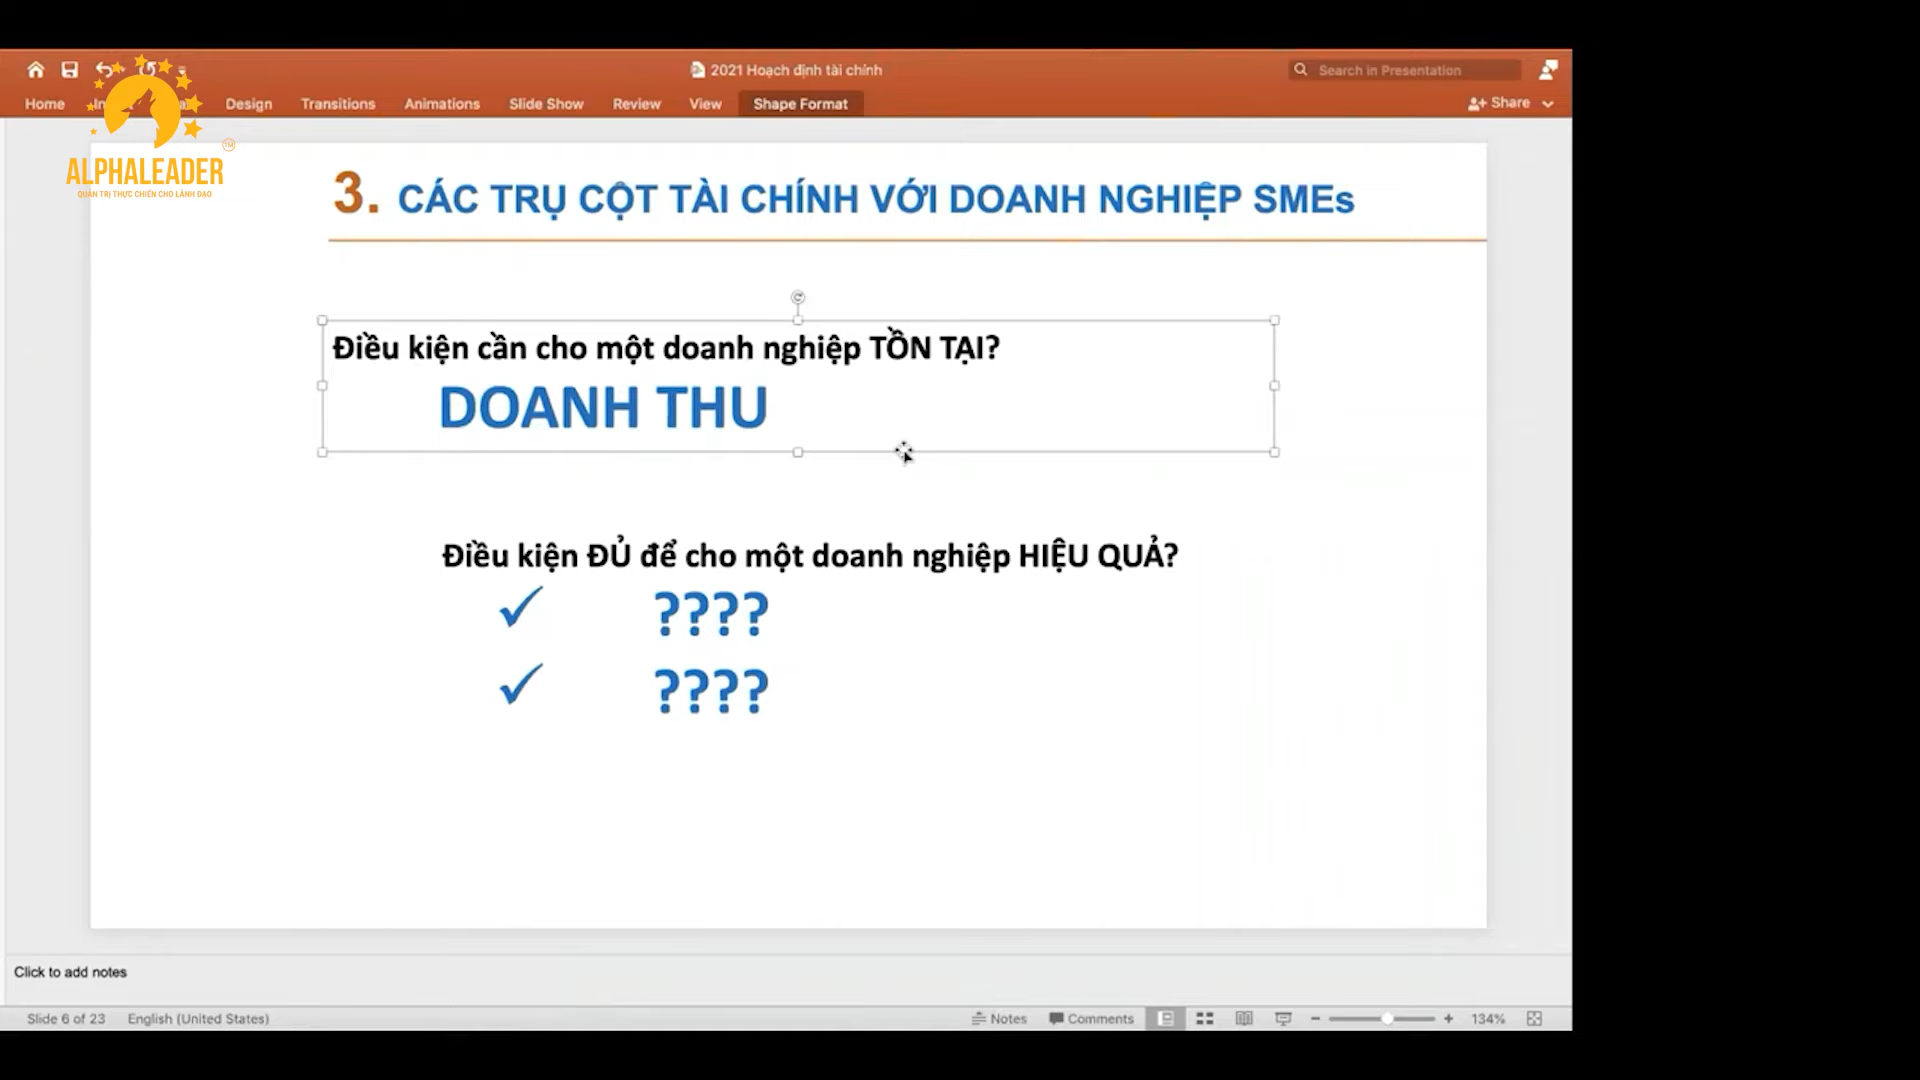 2021 Hoạch định tài chính
Search in Presentation
Home
Design
Transitions
Animations
Slide Show
Review
View
Shape Format
Share
ALPHALEADER
TM
QUẢN TRỊ THỰC CHIẾN CHO LÃNH ĐẠO
3. CÁC TRỤ CỘT TÀI CHÍNH VỚI DOANH NGHIỆP SMEs
Điều kiện cần cho một doanh nghiệp TỒN TẠI?
DOANH THU
Điều kiện ĐỦ để cho một doanh nghiệp HIỆU QUẢ?
✓ ????
✓ ????
Click to add notes
Slide 6 of 23
English (United States)
Notes
Comments
134%